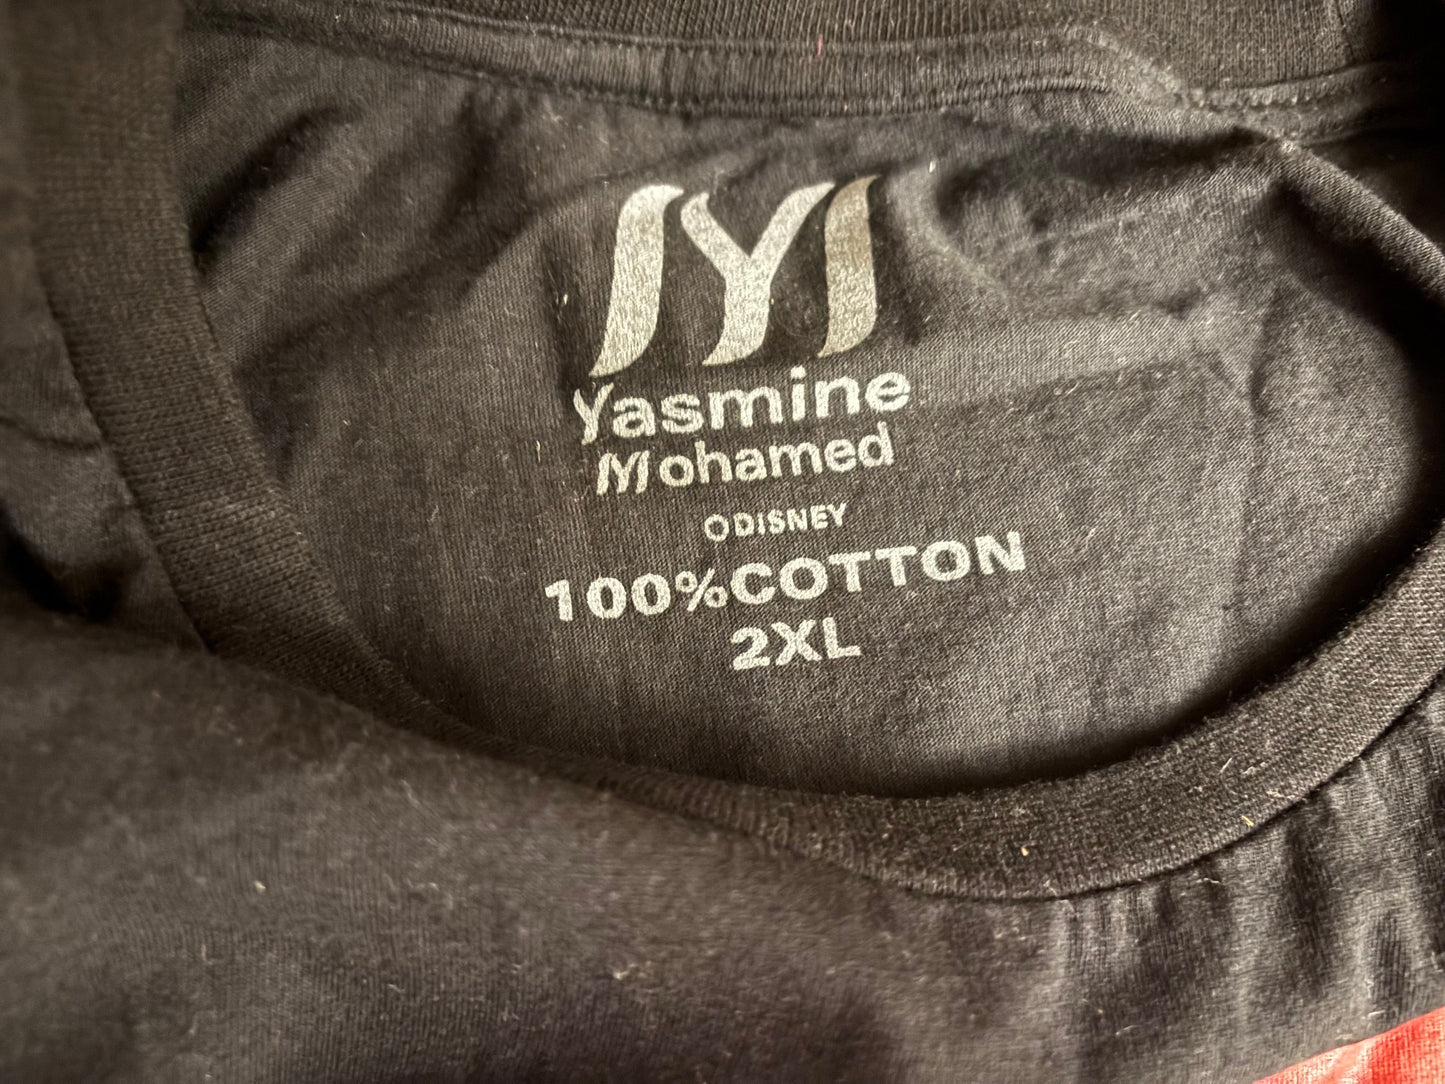 Yasmine
Mohamed
©DISNEY
100%COTTON
2XL